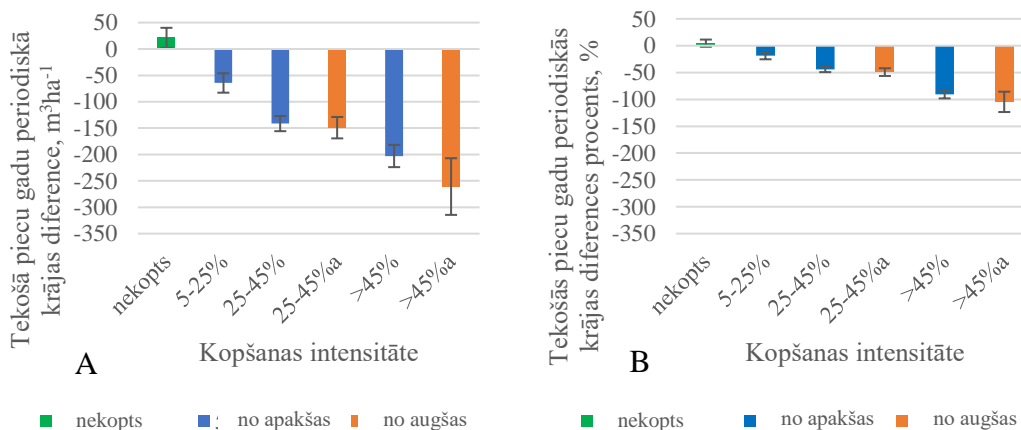 Tekošā piecu gadu periodiskā
krājas diference, m³ha⁻¹
50
0
-50
-100
-150
-200
-250
-300
-350
nekopts
5-25%
25-45%
25-45‰a
>45%
>45‰a
Kopšanas intensitāte
A
nekopts
no apakšas
no augšas
Tekošās piecu gadu periodiskās
krājas diferences procents, %
50
0
-50
-100
-150
-200
-250
-300
-350
nekopts
5-25%
25-45%
25-45‰a
>45%
>45‰a
Kopšanas intensitāte
B
nekopts
no apakšas
no augšas